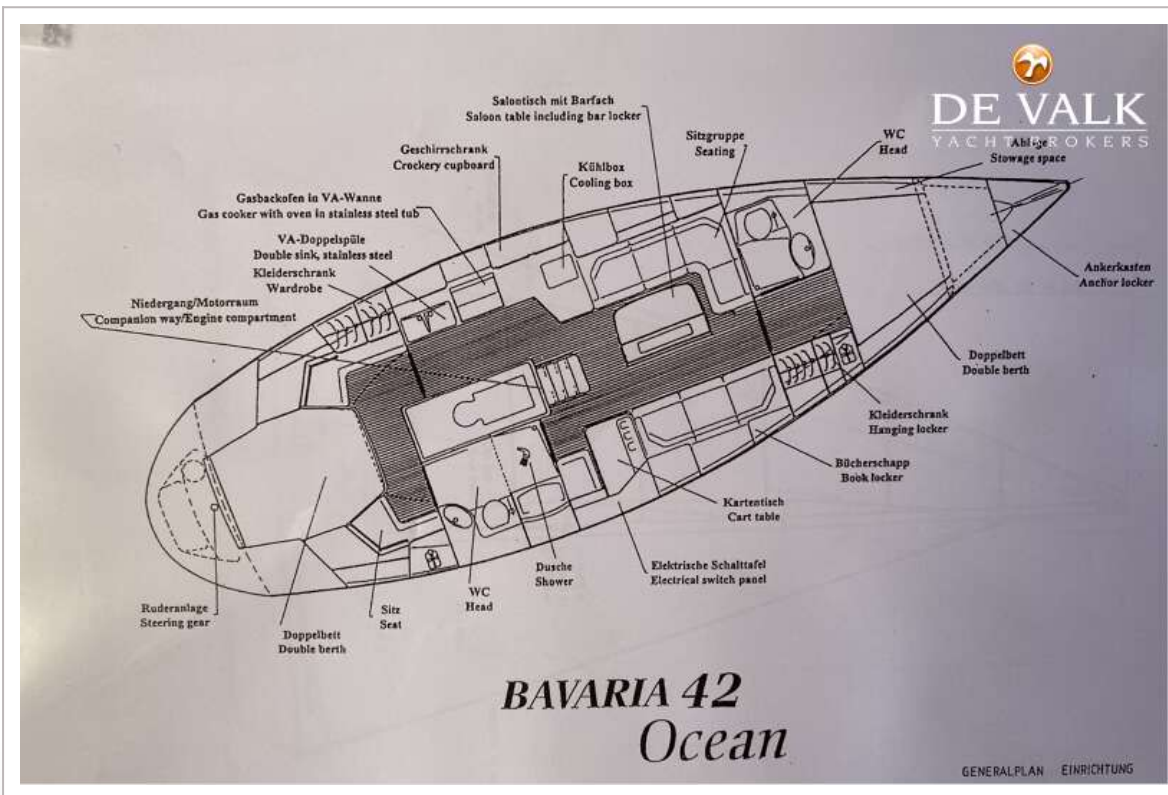 DE VALK
YACHTBROKERS
Salontisch mit Barfach
Saloon table including bar locker
Sitzgruppe
Seating
WC
Head
Ablage
Stowage space
Geschirrschrank
Crockery cupboard
Kühlbox
Cooling box
Gasbackofen in VA-Wanne
Gas cooker with oven in stainless steel tub
VA-Doppelspüle
Double sink, stainless steel
Kleiderschrank
Wardrobe
Niedergang/Motorraum
Companion way/Engine compartment
Ankerkasten
Anchor locker
Doppelbett
Double berth
Kleiderschrank
Hanging locker
Bücherschapp
Book locker
Kartentisch
Cart table
Elektrische Schalttafel
Electrical switch panel
Dusche
Shower
WC
Head
Sitz
Seat
Ruderanlage
Steering gear
Doppelbett
Double berth
BAVARIA 42
Ocean
GENERALPLAN EINRICHTUNG